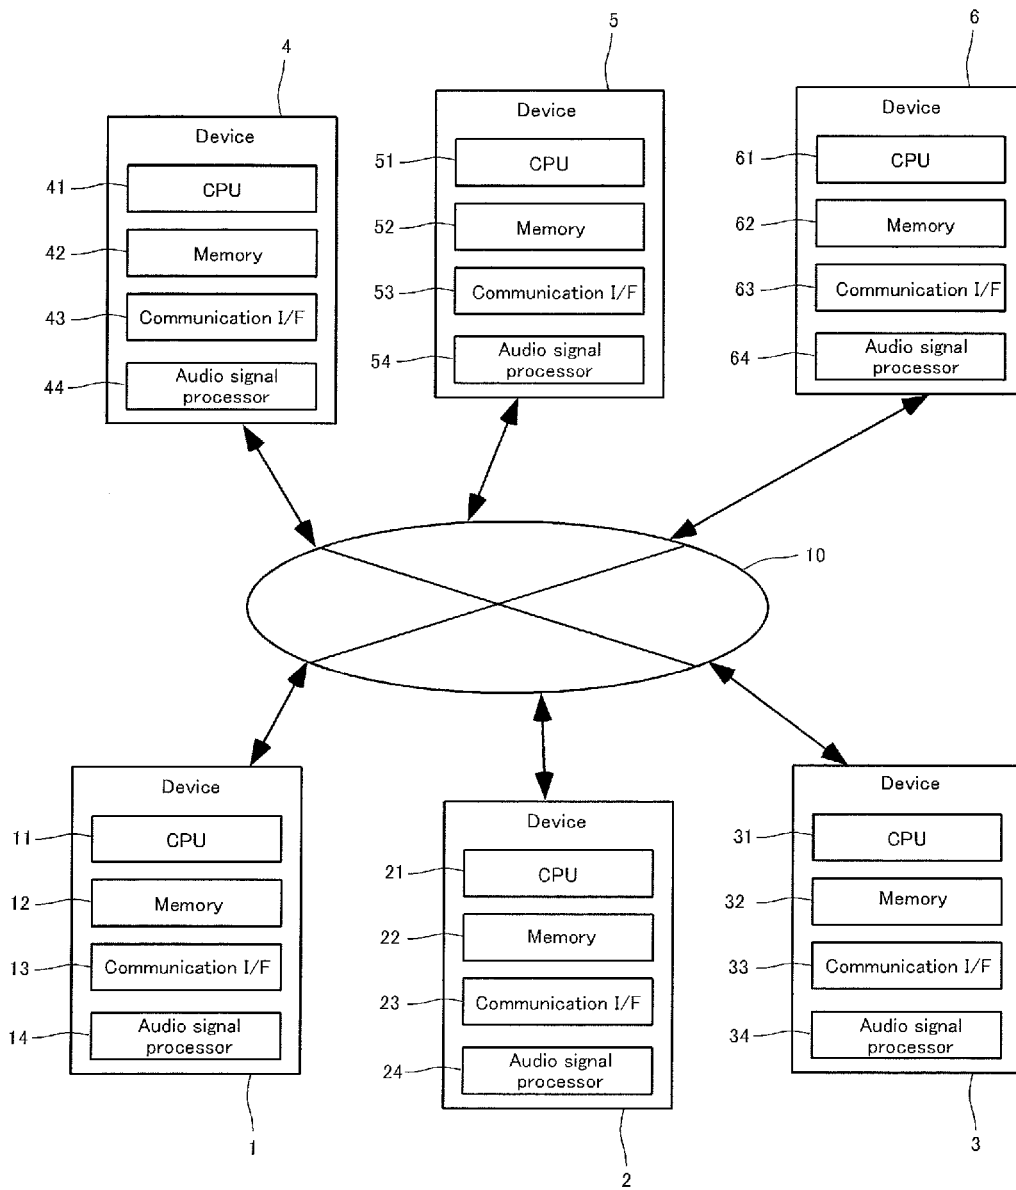 4
Device
41
CPU
42
Memory
43
Communication I/F
44
Audio signal
processor
5
Device
51
CPU
52
Memory
53
Communication I/F
54
Audio signal
processor
6
Device
61
CPU
62
Memory
63
Communication I/F
64
Audio signal
processor
10
Device
11
CPU
12
Memory
13
Communication I/F
14
Audio signal
processor
1
Device
21
CPU
22
Memory
23
Communication I/F
24
Audio signal
processor
2
Device
31
CPU
32
Memory
33
Communication I/F
34
Audio signal
processor
3